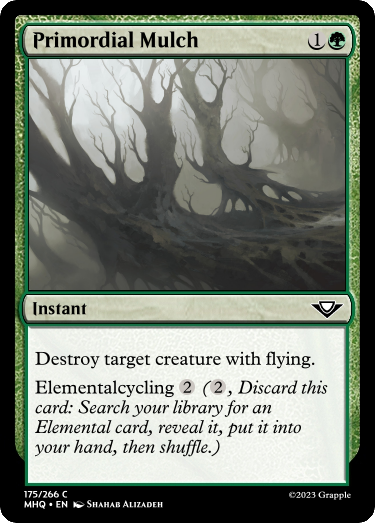 Primordial Mulch 1
Instant
Destroy target creature with flying.
Elementalcycling 2 (2, Discard this
card: Search your library for an
Elemental card, reveal it, put it into
your hand, then shuffle.)
175/266 C
MHQ • EN Shahab Alizadeh
©2023 Grapple